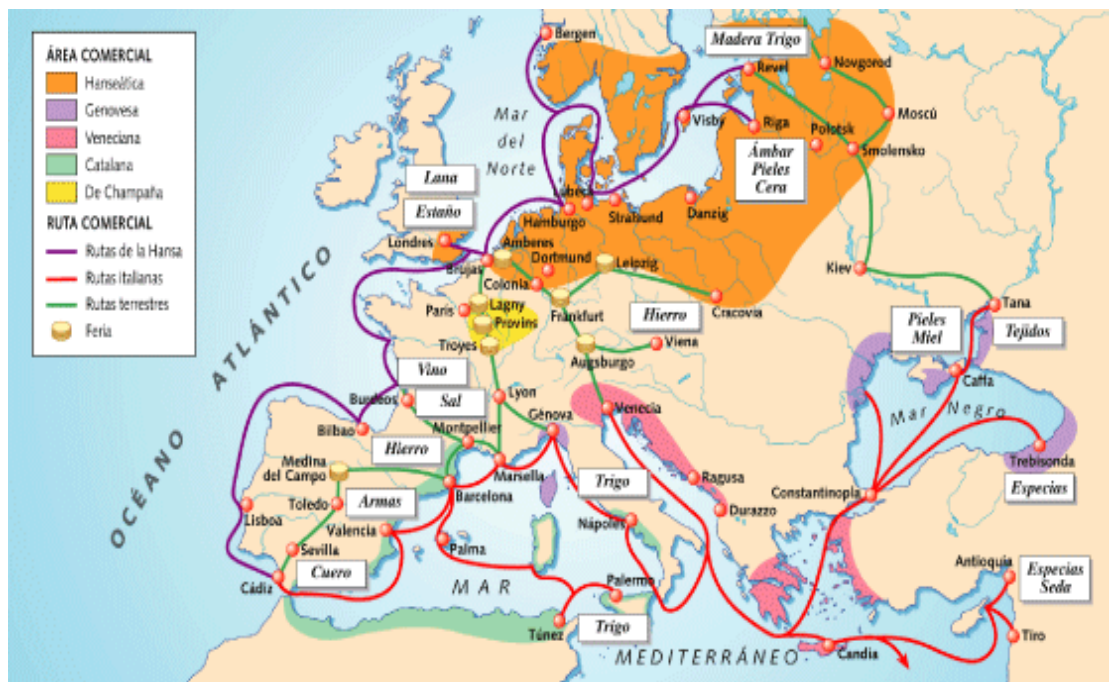 ÁREA COMERCIAL
Hanseática
Genovesa
Veneciana
Catalana
De Champaña
RUTA COMERCIAL
Rutas de la Hansa
Rutas italianas
Rutas terrestres
Feria
OCÉANO ATLÁNTICO
Mar
del
Norte
Bergen
Madera Trigo
Revel
Novgorod
Visby
Riga
Polotsk
Moscú
Smolensko
Ámbar
Pieles
Cera
Lana
Estaño
Lübeck
Hamburgo
Stralsund
Danzig
Londres
Amberes
Brujas
Dortmund
Leipzig
Colonia
Kiev
Lagny
París
Provins
Frankfurt
Cracovia
Hierro
Tana
Troyes
Viena
Augsburgo
Pieles
Miel
Tejidos
Vino
Caffa
Burdeos
Sal
Lyon
Génova
Venecia
Mar Negro
Bilbao
Montpellier
Hierro
Marsella
Trebisonda
Medina
del Campo
Barcelona
Ragusa
Especias
Toledo
Armas
Trigo
Constantinopla
Lisboa
Valencia
Nápoles
Durazzo
Sevilla
Palma
Cuero
Cádiz
MAR
Palermo
Antioquía
Especias
Seda
Túnez
Trigo
Tiro
MEDITERRÁNEO
Candia